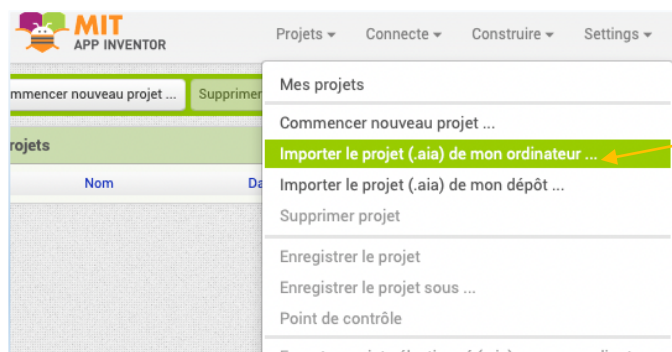 MIT
APP INVENTOR
Projets Connecte Construire Settings
mmencer nouveau projet ... Supprimer
rojets
Nom Da
Mes projets
Commencer nouveau projet ...
Importer le projet (.aia) de mon ordinateur ...
Importer le projet (.aia) de mon dépôt ...
Supprimer projet
Enregistrer le projet
Enregistrer le projet sous ...
Point de contrôle